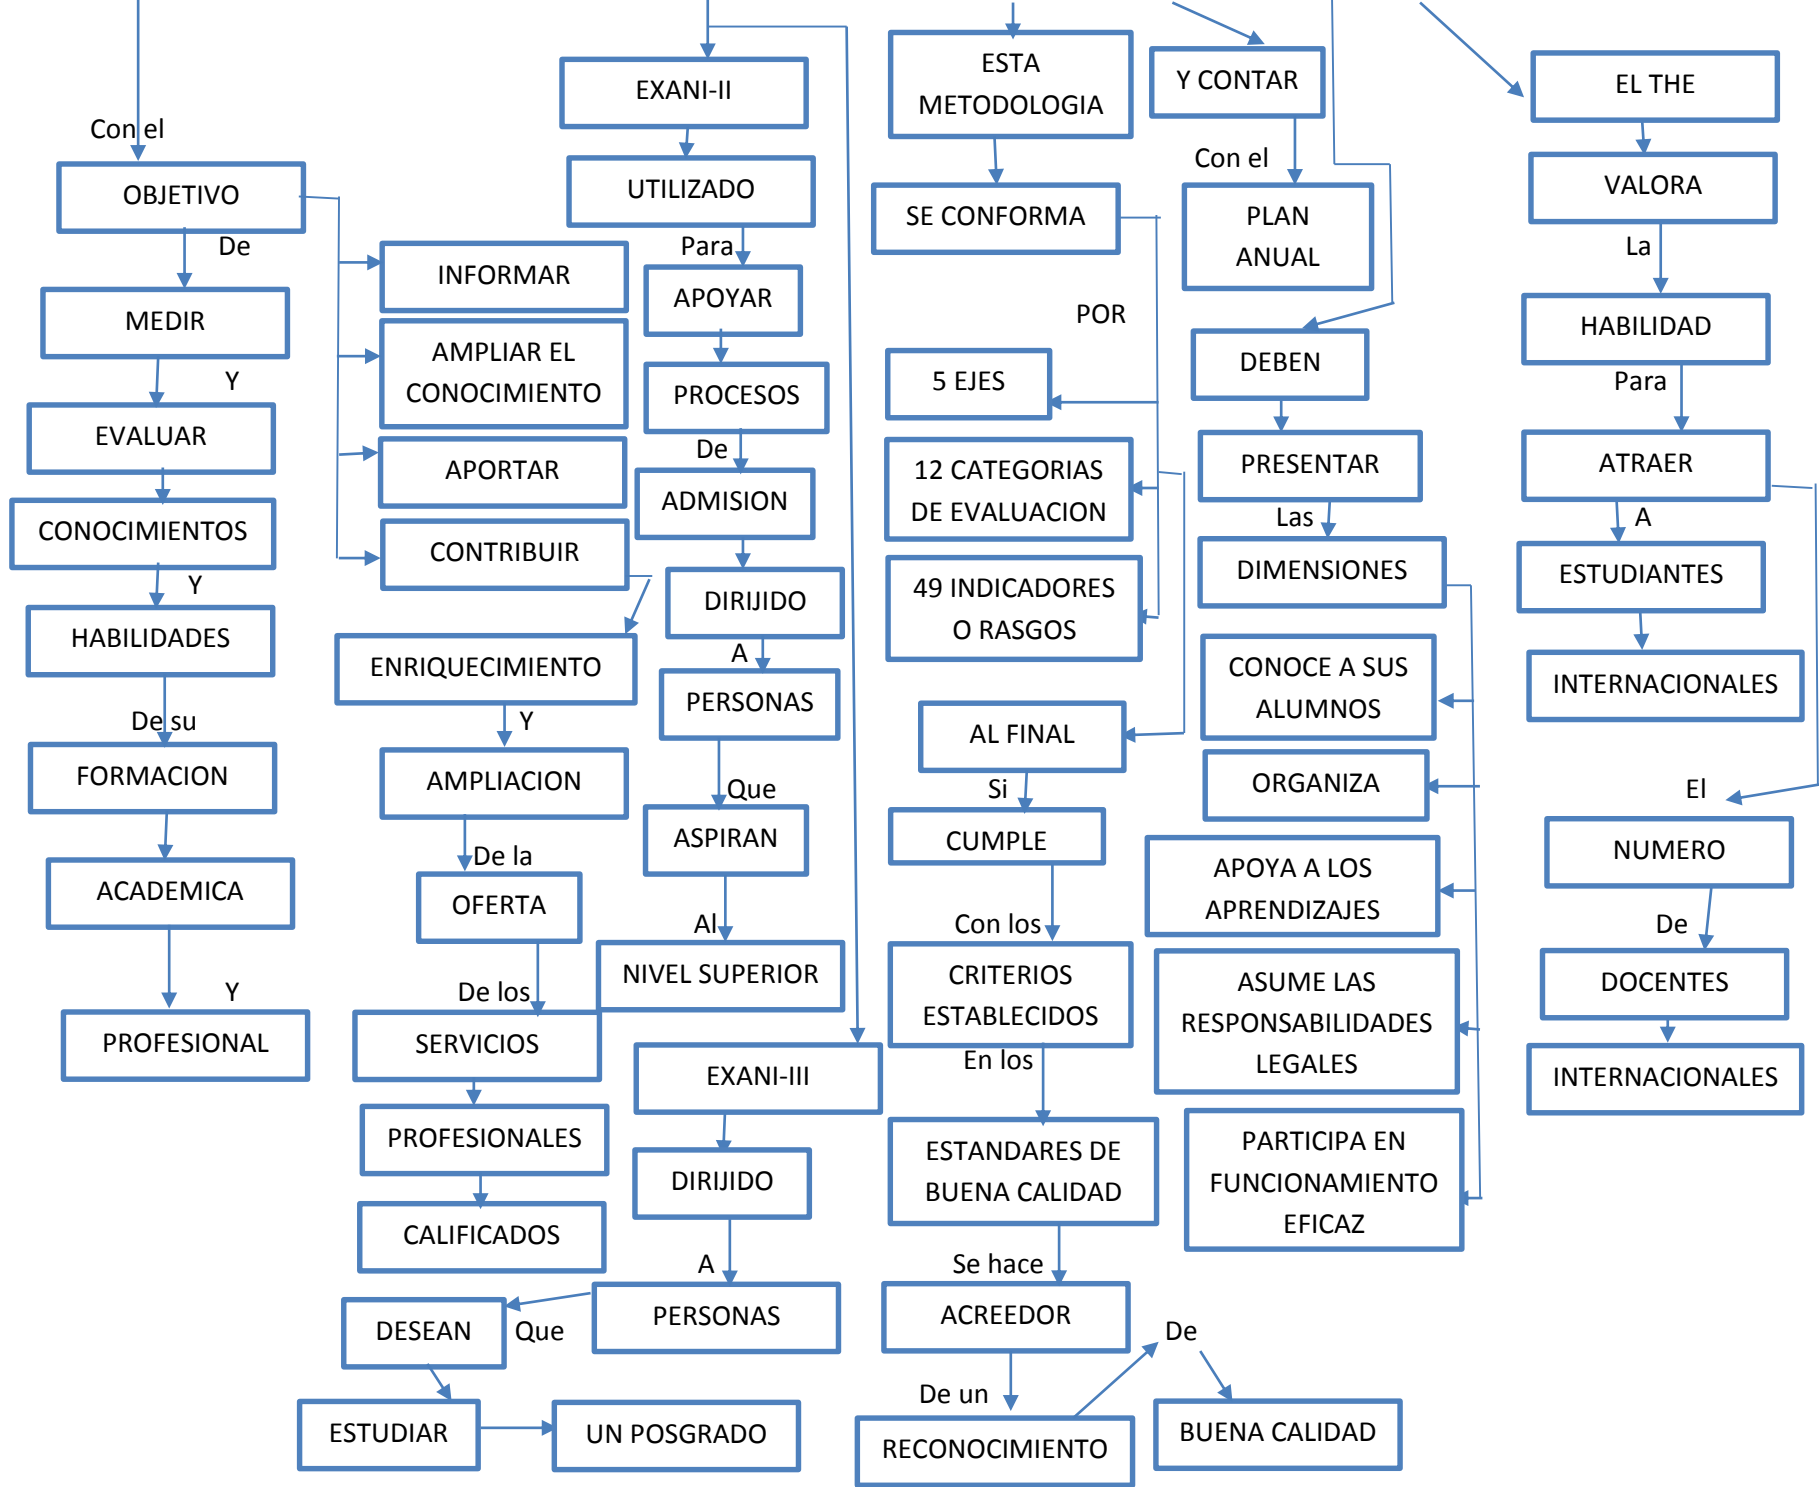 Con el
OBJETIVO
De
MEDIR
Y
EVALUAR
CONOCIMIENTOS
Y
HABILIDADES
De su
FORMACION
ACADEMICA
Y
PROFESIONAL
INFORMAR
AMPLIAR EL
CONOCIMIENTO
APORTAR
CONTRIBUIR
ENRIQUECIMIENTO
Y
AMPLIACION
De la
OFERTA
De los
SERVICIOS
PROFESIONALES
CALIFICADOS
EXANI-II
UTILIZADO
Para
APOYAR
PROCESOS
De
ADMISION
DIRIJIDO
A
PERSONAS
Que
ASPIRAN
Al
NIVEL SUPERIOR
EXANI-III
DIRIJIDO
A
PERSONAS
Que
DESEAN
ESTUDIAR
UN POSGRADO
ESTA
METODOLOGIA
SE CONFORMA
POR
5 EJES
12 CATEGORIAS
DE EVALUACION
49 INDICADORES
O RASGOS
AL FINAL
Si
CUMPLE
Con los
CRITERIOS
ESTABLECIDOS
En los
ESTANDARES DE
BUENA CALIDAD
Se hace
ACREEDOR
De un
RECONOCIMIENTO
De
BUENA CALIDAD
Y CONTAR
Con el
PLAN
ANUAL
DEBEN
PRESENTAR
Las
DIMENSIONES
CONOCE A SUS
ALUMNOS
ORGANIZA
APOYA A LOS
APRENDIZAJES
ASUME LAS
RESPONSABILIDADES
LEGALES
PARTICIPA EN
FUNCIONAMIENTO
EFICAZ
EL THE
VALORA
La
HABILIDAD
Para
ATRAER
A
ESTUDIANTES
INTERNACIONALES
El
NUMERO
De
DOCENTES
INTERNACIONALES